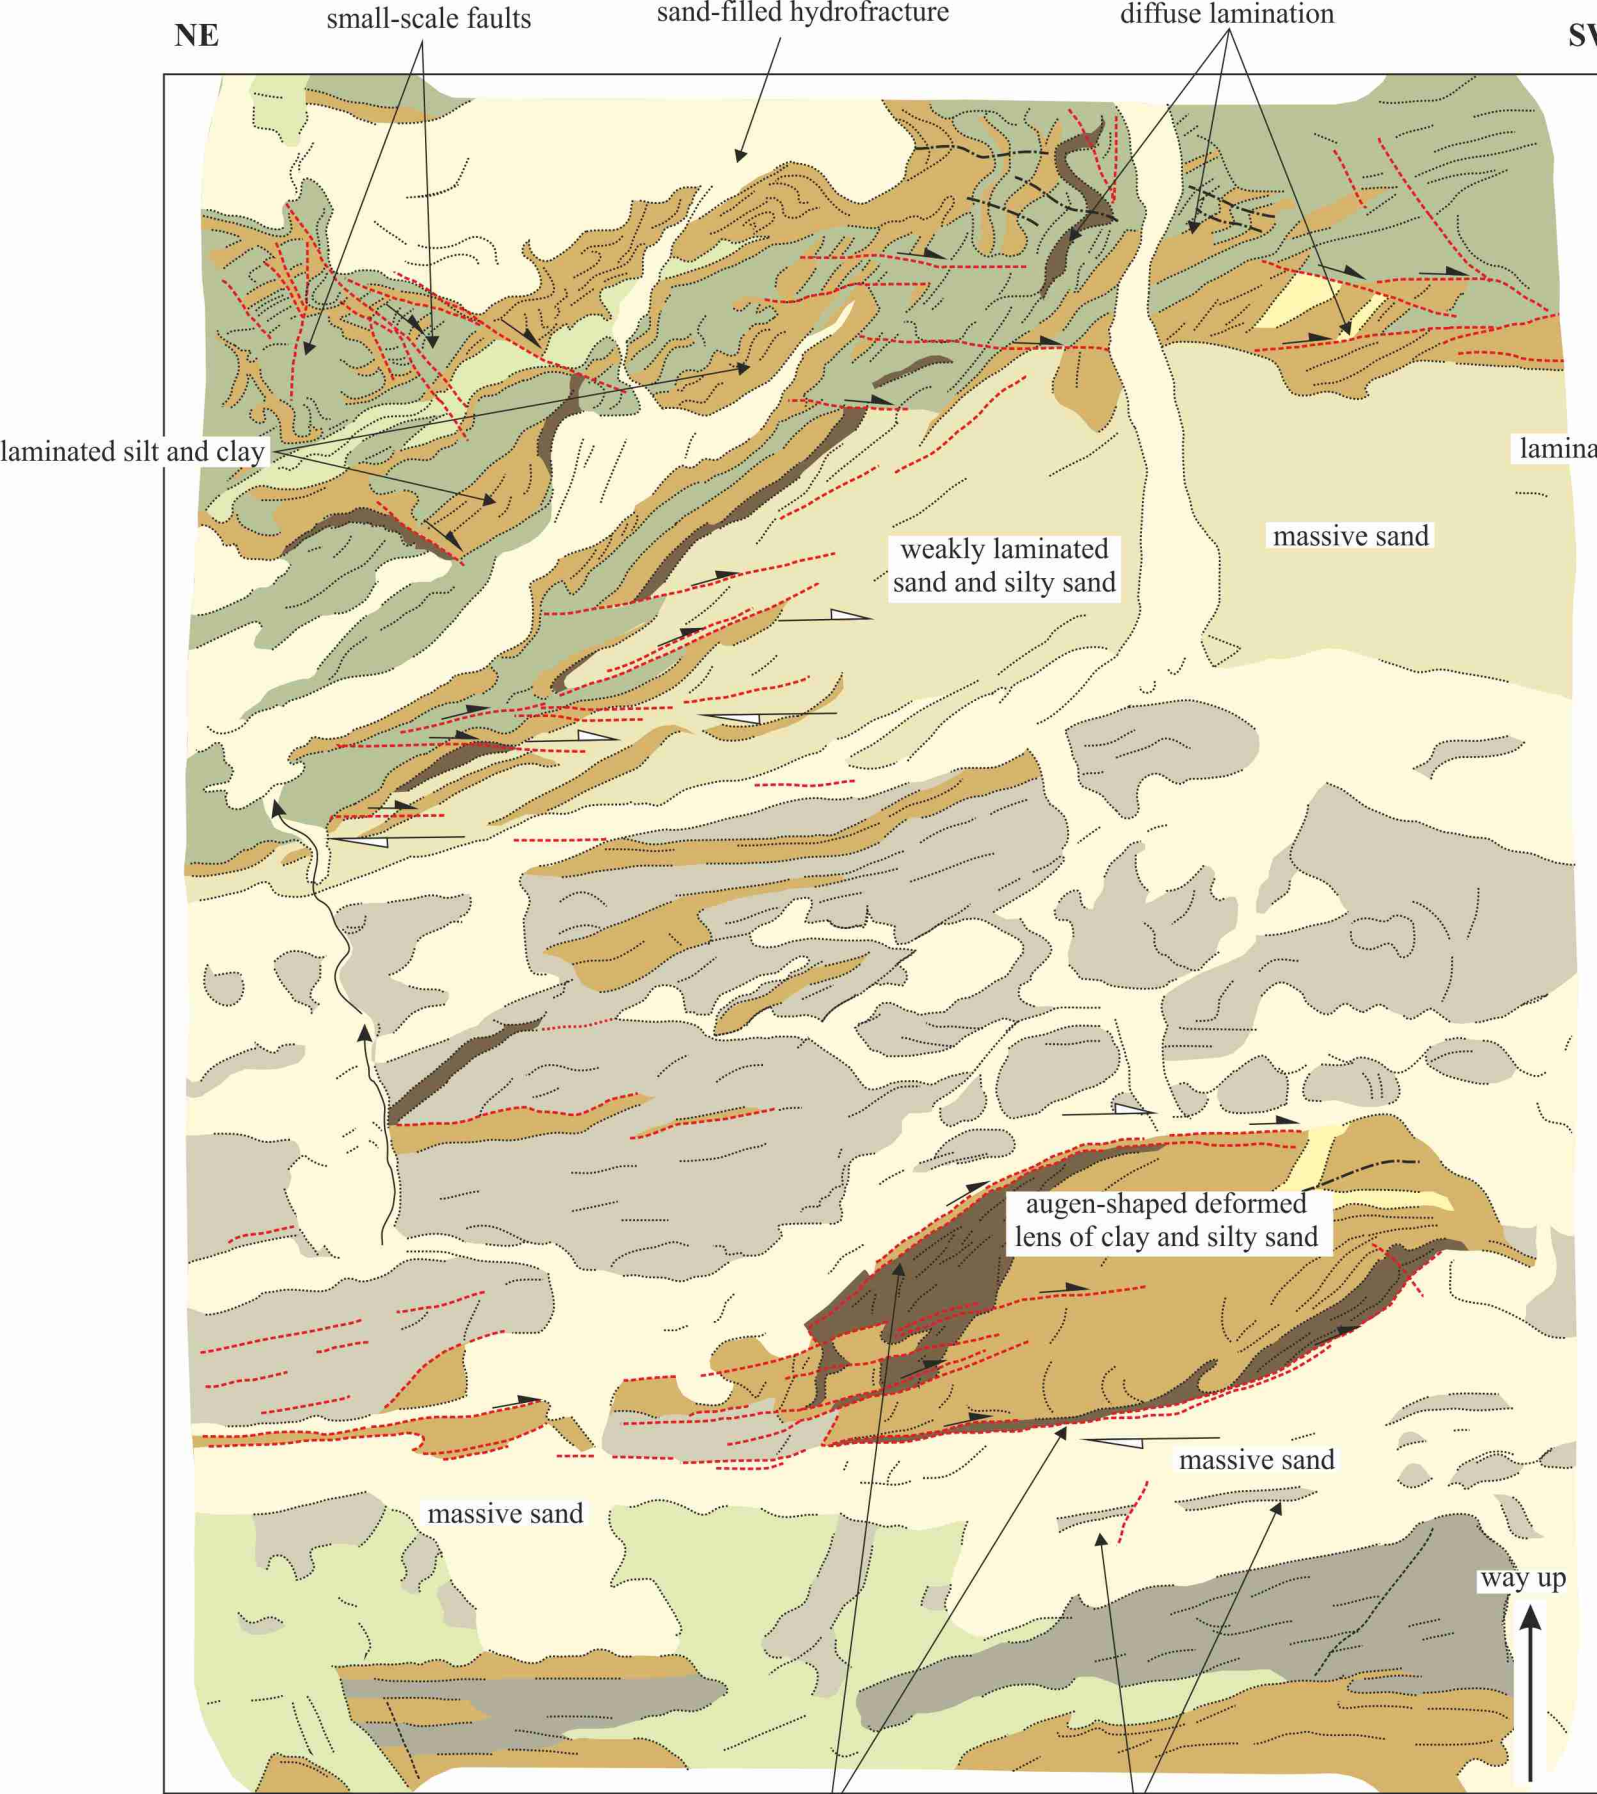 NE
small-scale faults
sand-filled hydrofracture
diffuse lamination
laminated silt and clay
massive sand
weakly laminated
sand and silty sand
augen-shaped deformed
lens of clay and silty sand
massive sand
massive sand
way up